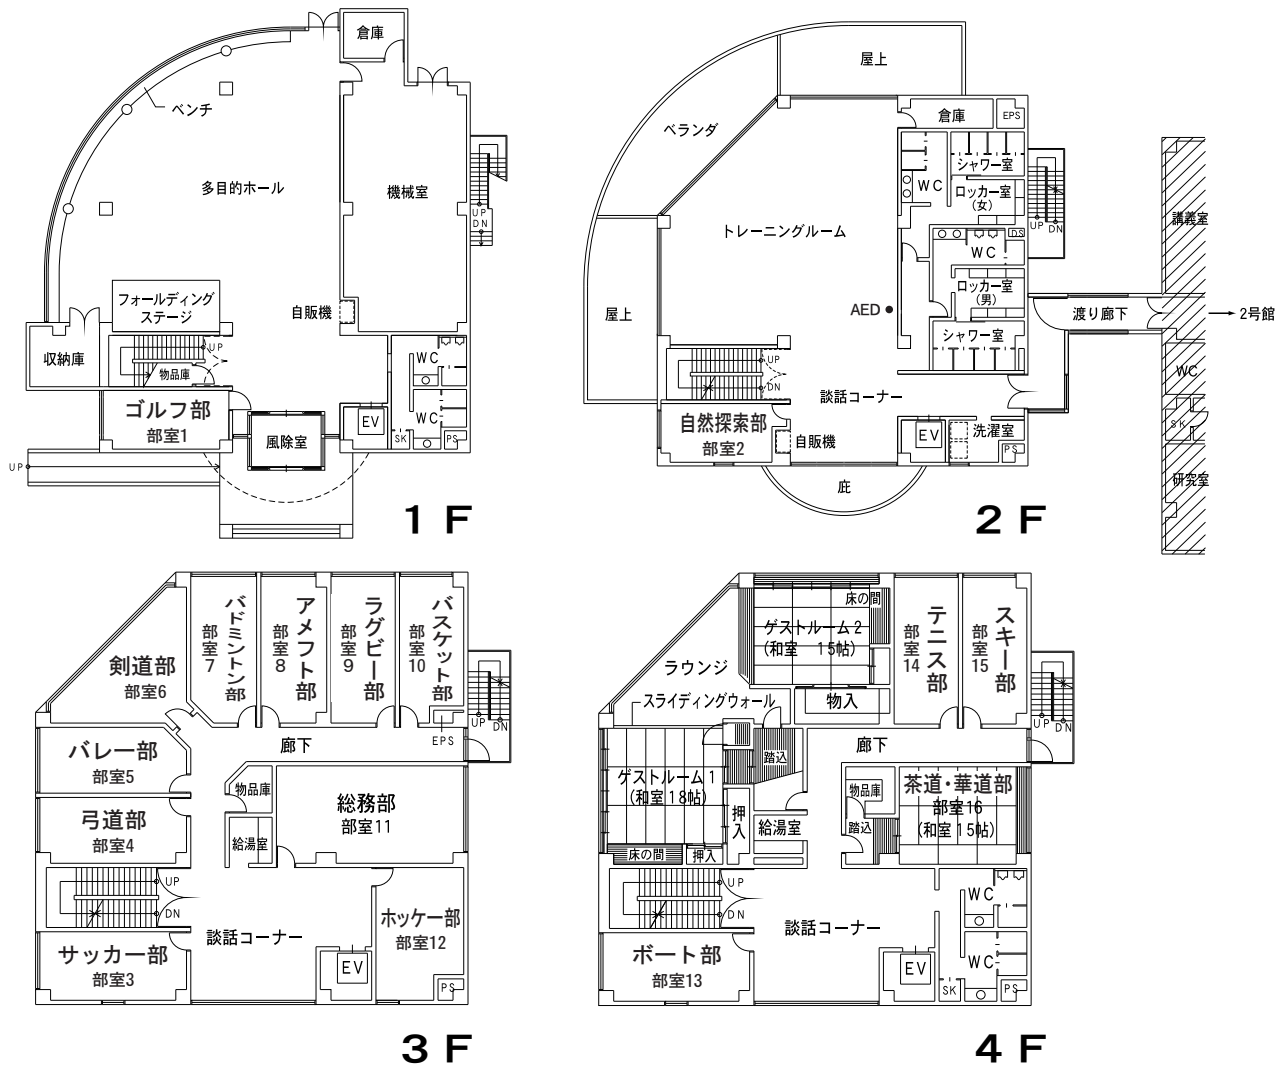 倉庫
ベンチ
多目的ホール
機械室
UP
DN
フォールディング
ステージ
自販機
収納庫
UP
物品庫
WC
ゴルフ部
部室1
風除室
EV
WC
SK
PS
UP
1F
屋上
ベランダ
倉庫
EPS
シャワー室
WC
ロッカー室
(女)
トレーニングルーム
DS
UP
DN
WC
講義室
ロッカー室
(男)
AED
屋上
渡り廊下
2号館
シャワー室
UP
DN
WC
談話コーナー
自然探索部
部室2
自販機
EV
洗濯室
PS
SK
研究室
庇
2F
バドミントン部
部室7
アメフト部
部室8
ラグビー部
部室9
バスケット部
部室10
剣道部
部室6
UP
DN
EPS
廊下
バレー部
部室5
物品庫
総務部
部室11
弓道部
部室4
給湯室
UP
DN
ホッケー部
部室12
談話コーナー
サッカー部
部室3
EV
PS
3F
床の間
ゲストルーム2
(和室 15帖)
テニス部
部室14
スキー部
部室15
ラウンジ
スライディングウォール
物入
UP
DN
廊下
踏込
ゲストルーム1
(和室18帖)
物品庫
茶道・華道部
部室16
(和室15帖)
押入
給湯室
踏込
床の間
押入
UP
DN
WC
談話コーナー
ボート部
部室13
EV
WC
SK
PS
4F